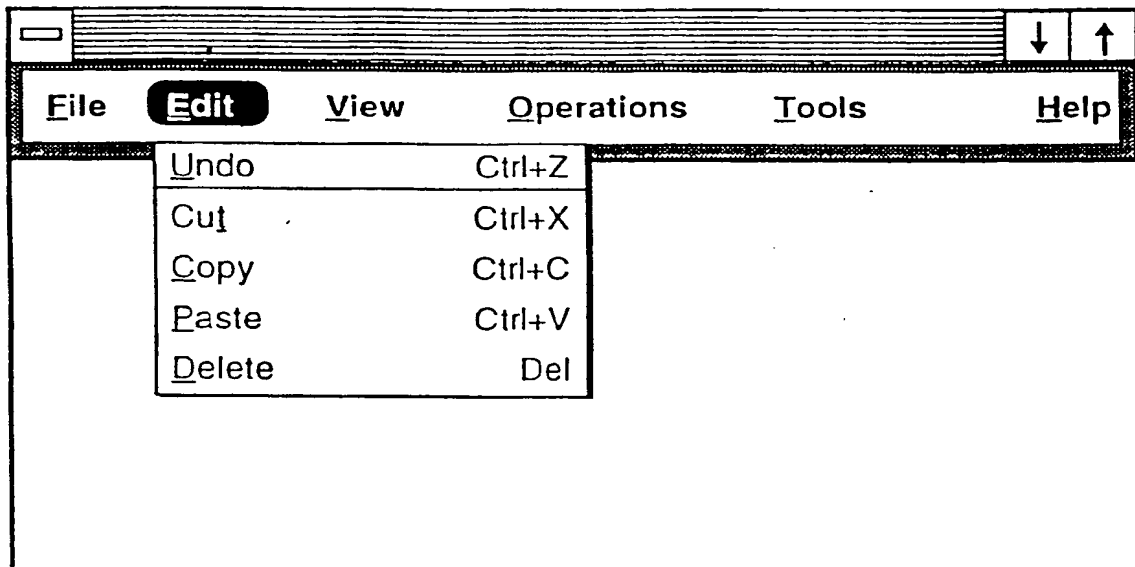 File Edit View Operations Tools Help
Undo Ctrl+Z
Cut Ctrl+X
Copy Ctrl+C
Paste Ctrl+V
Delete Del